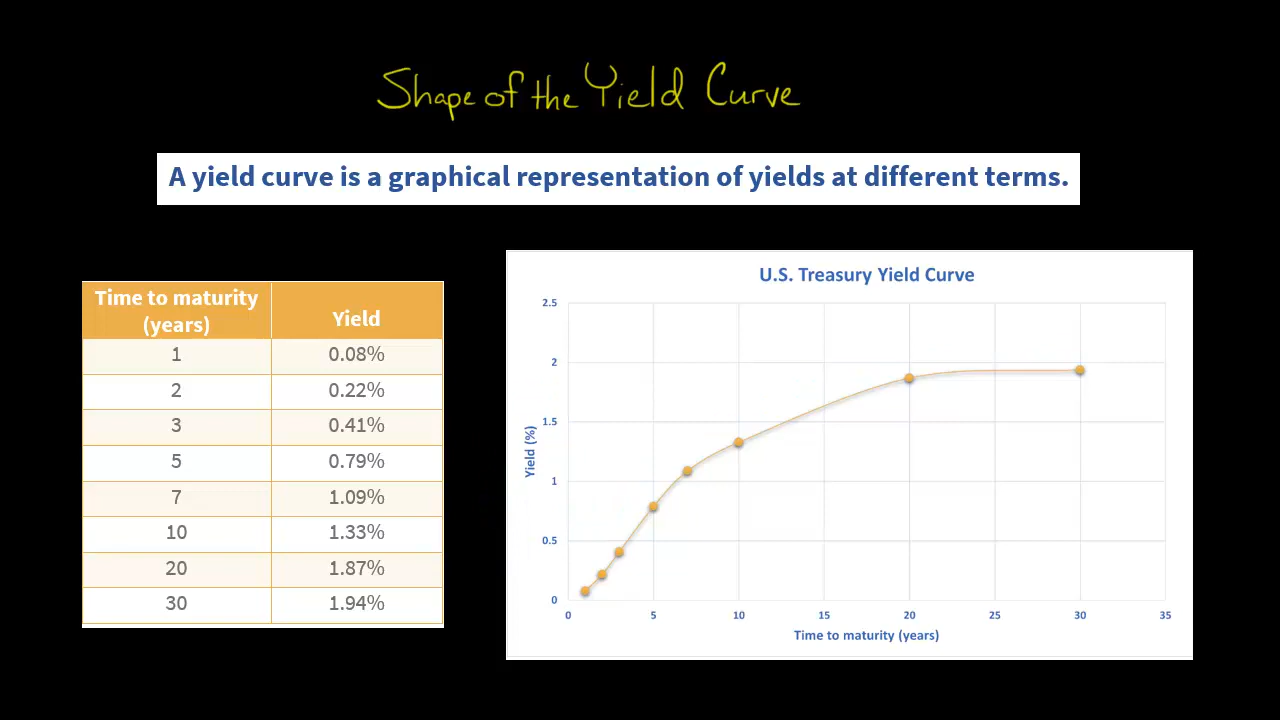 Shape of the Yield Curve
A yield curve is a graphical representation of yields at different terms.
Time to maturity
(years)
Yield
1 0.08%
2 0.22%
3 0.41%
5 0.79%
7 1.09%
10 1.33%
20 1.87%
30 1.94%
U.S. Treasury Yield Curve
Yield (%)
2.5
2
1.5
1
0.5
0
0 5 10 15 20 25 30 35
Time to maturity (years)